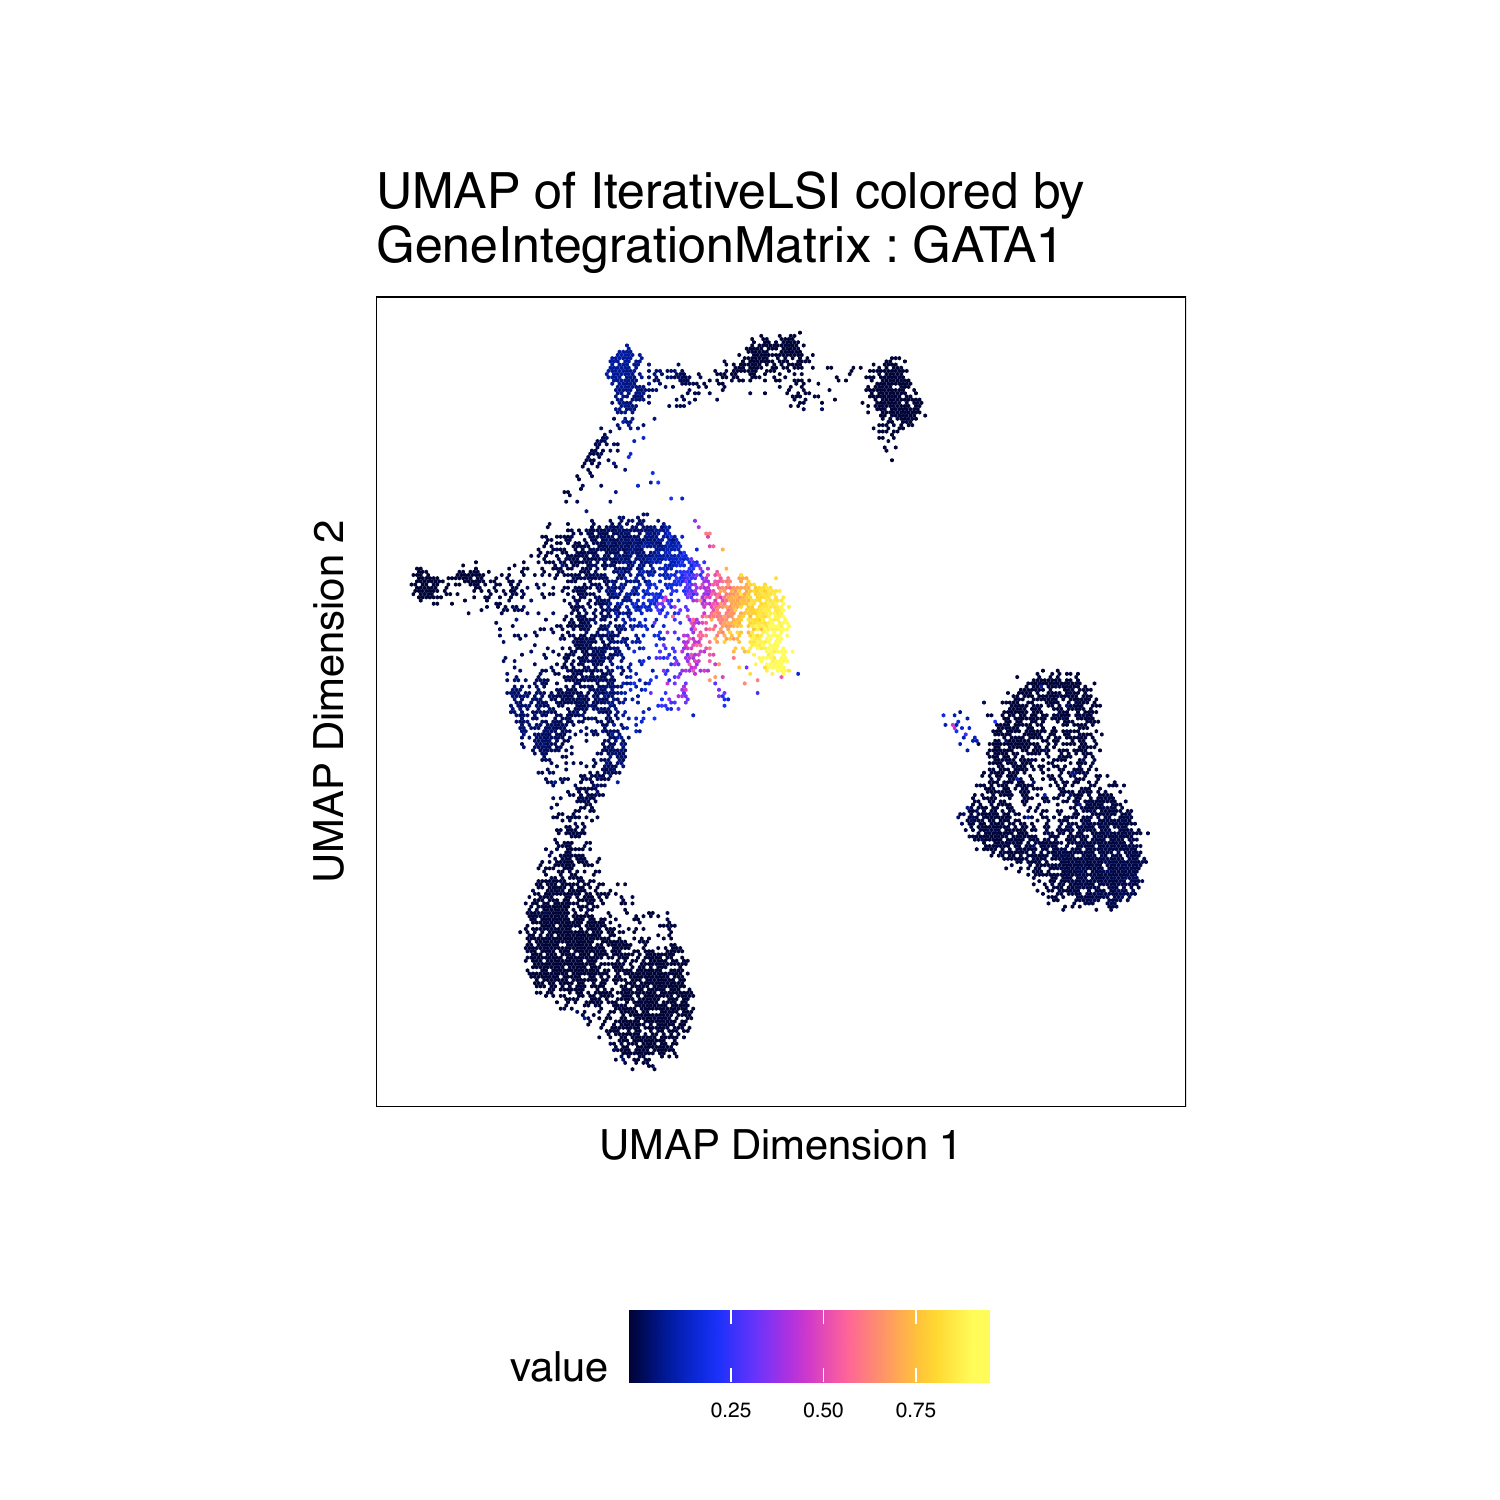 UMAP of IterativeLSI colored by
GeneIntegrationMatrix : GATA1
UMAP Dimension 2
UMAP Dimension 1
value
0.25 0.50 0.75